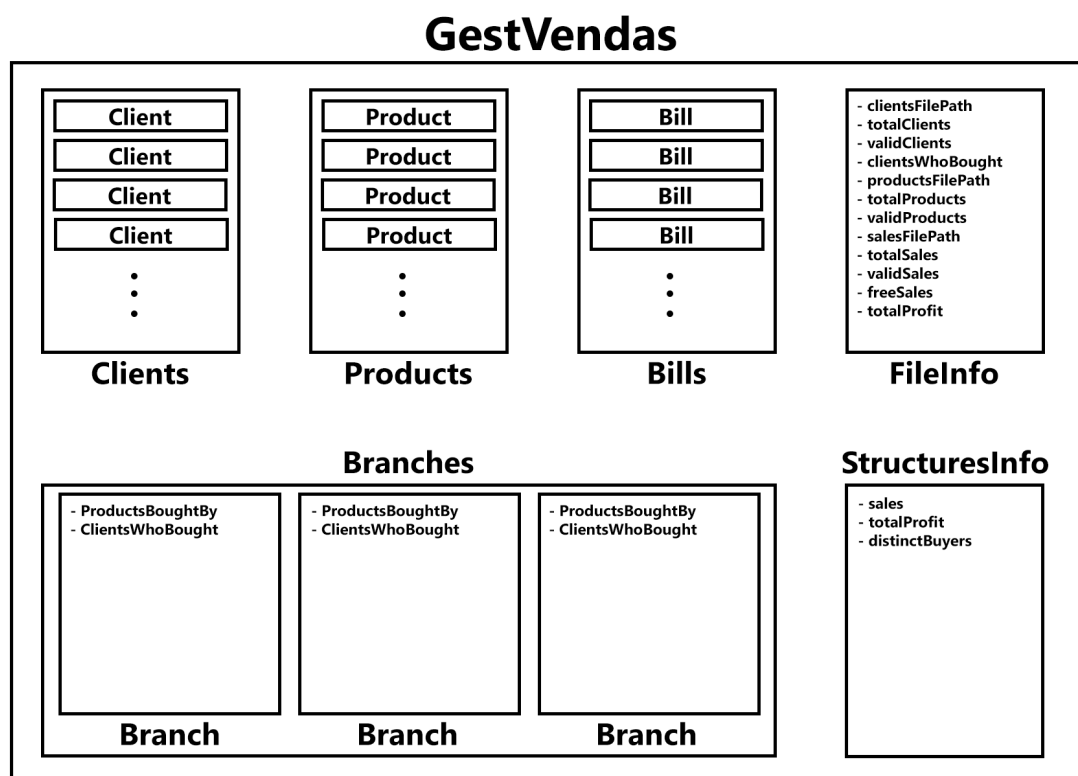 GestVendas
Client
Client
Client
Client
Clients
Product
Product
Product
Product
Products
Bill
Bill
Bill
Bill
Bills
- clientsFilePath
- totalClients
- validClients
- clientsWhoBought
- productsFilePath
- totalProducts
- validProducts
- salesFilePath
- totalSales
- validSales
- freeSales
- totalProfit
FileInfo
Branches
- ProductsBoughtBy
- ClientsWhoBought
Branch
- ProductsBoughtBy
- ClientsWhoBought
Branch
- ProductsBoughtBy
- ClientsWhoBought
Branch
StructuresInfo
- sales
- totalProfit
- distinctBuyers